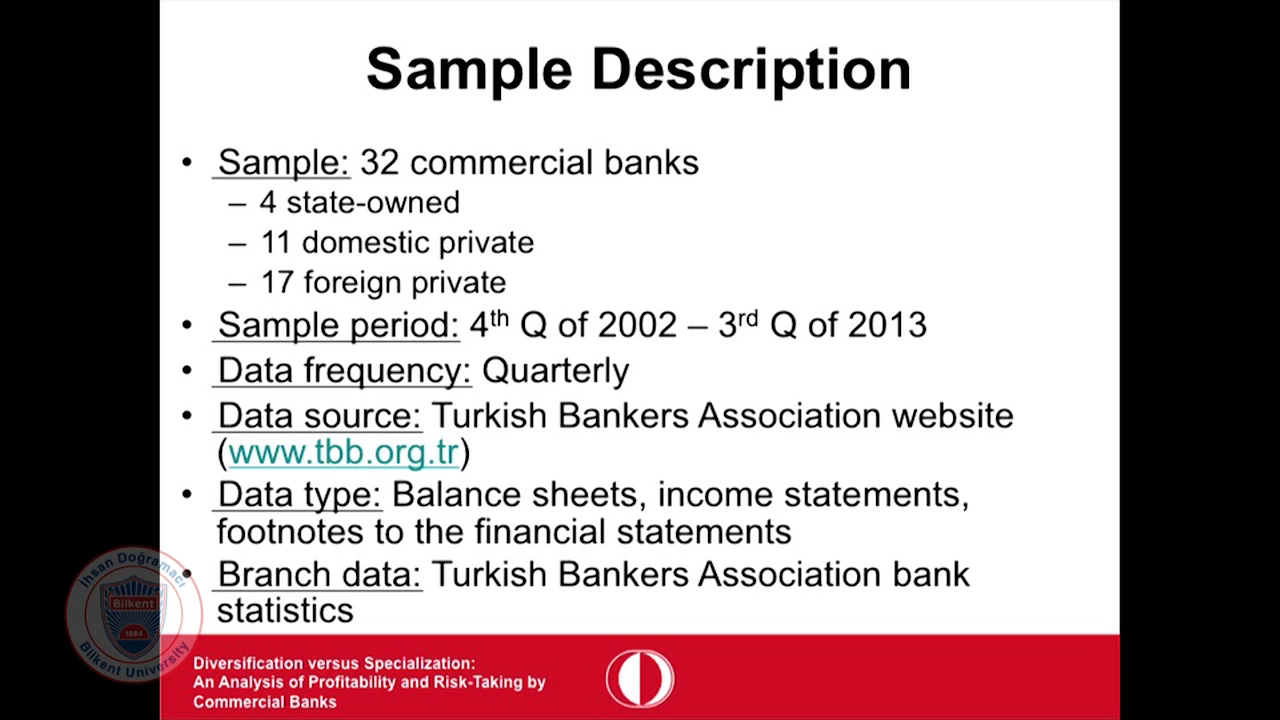 Sample Description
• Sample: 32 commercial banks
– 4 state-owned
– 11 domestic private
– 17 foreign private
• Sample period: 4th Q of 2002 – 3rd Q of 2013
• Data frequency: Quarterly
• Data source: Turkish Bankers Association website
(www.tbb.org.tr)
• Data type: Balance sheets, income statements,
footnotes to the financial statements
• Branch data: Turkish Bankers Association bank
statistics
İhsan Doğramacı
Bilkent
1984
Bilkent University
Diversification versus Specialization:
An Analysis of Profitability and Risk-Taking by
Commercial Banks